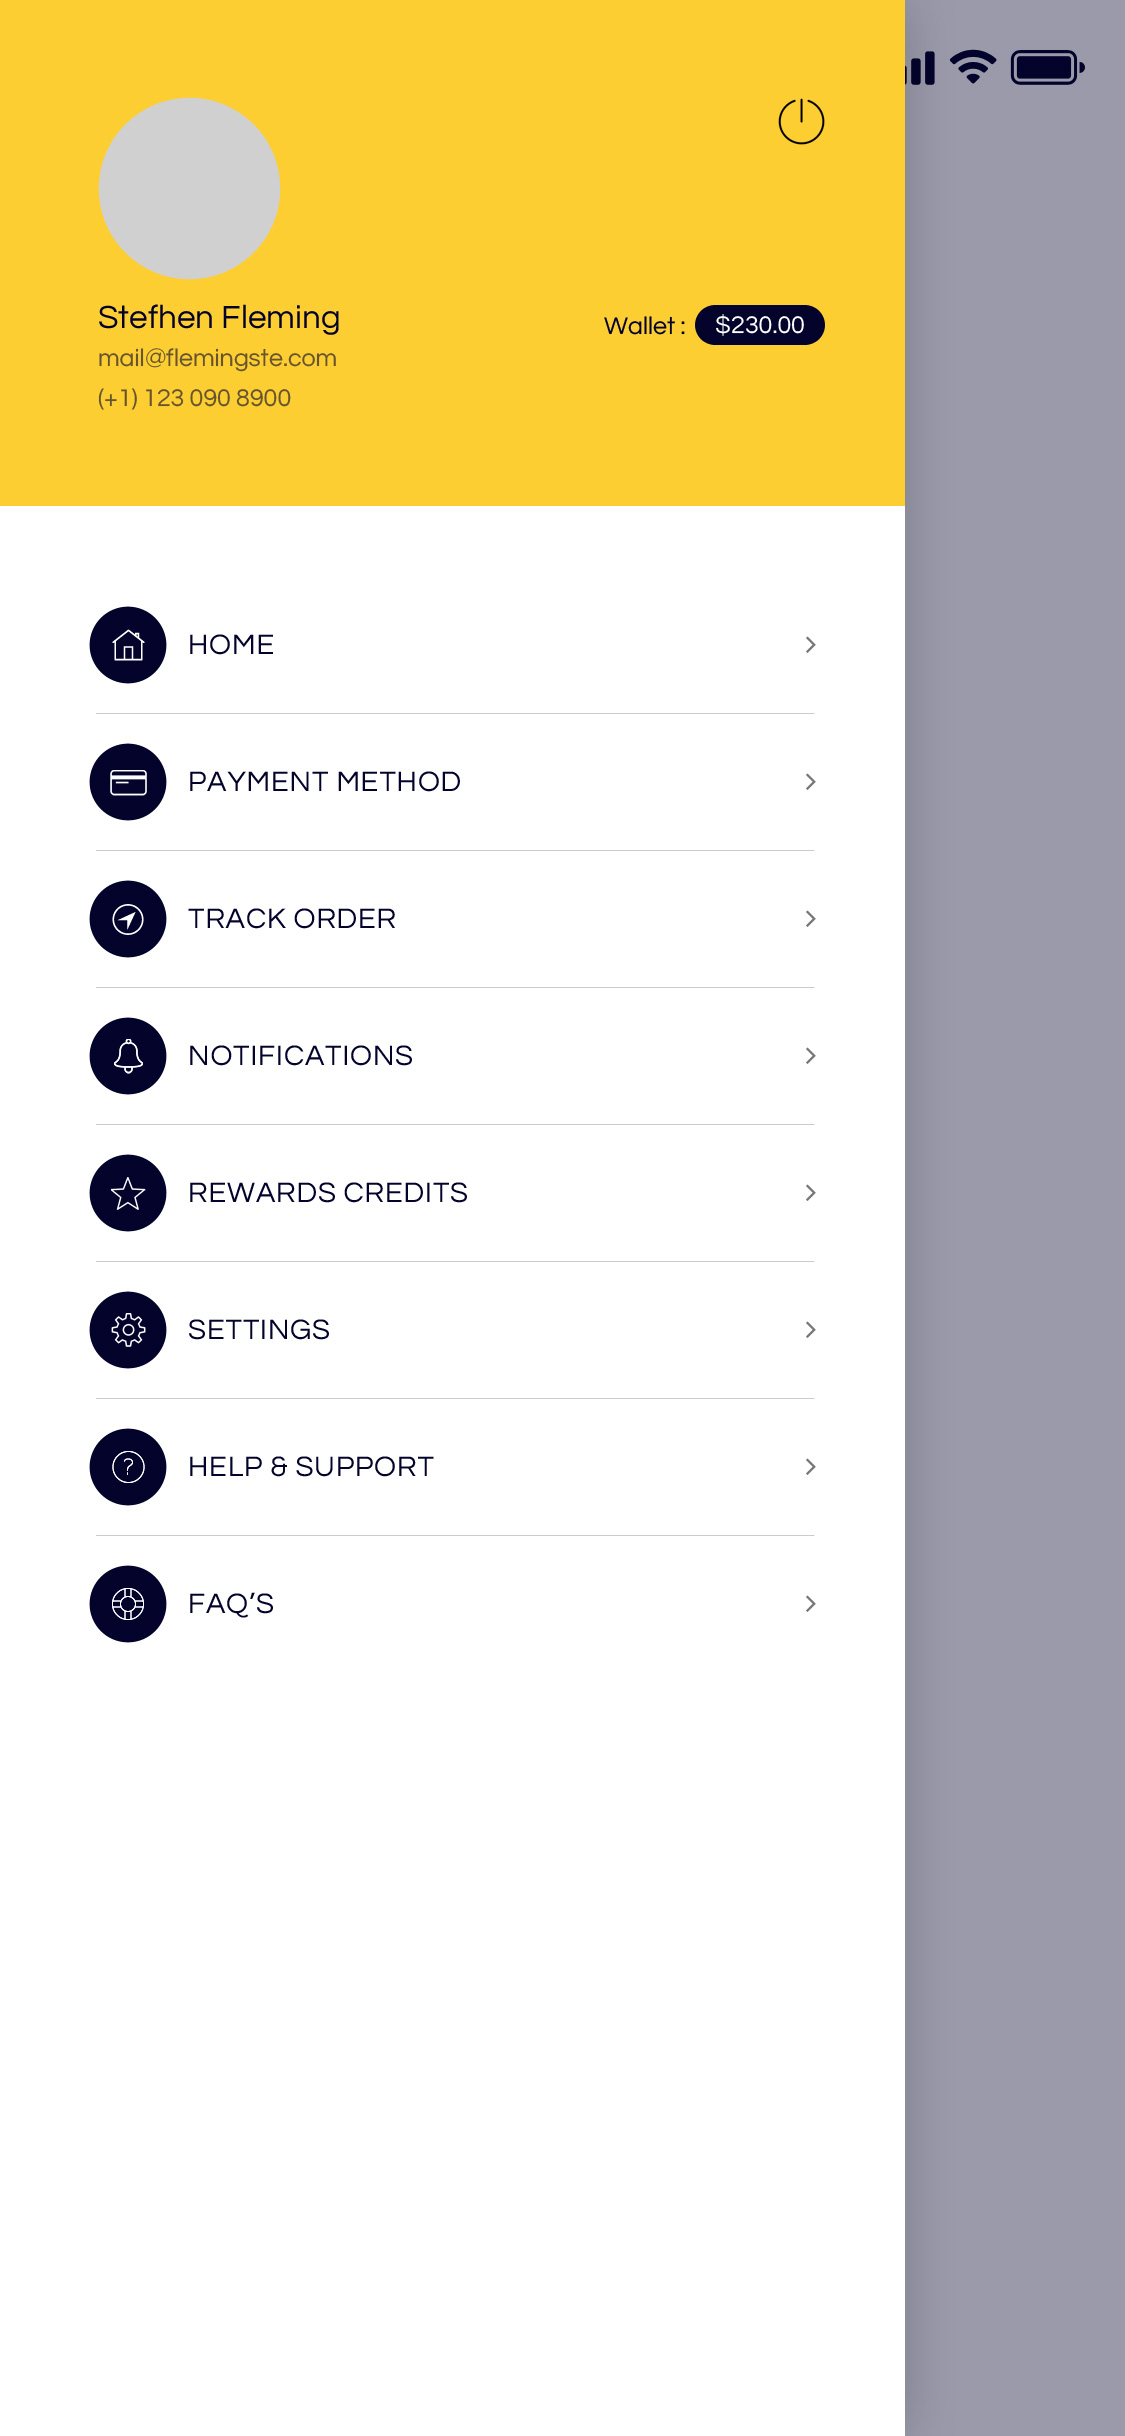 Stefhen Fleming
mail@flemingste.com
(+1) 123 090 8900
Wallet : $230.00
HOME
PAYMENT METHOD
TRACK ORDER
NOTIFICATIONS
REWARDS CREDITS
SETTINGS
HELP & SUPPORT
FAQ’S